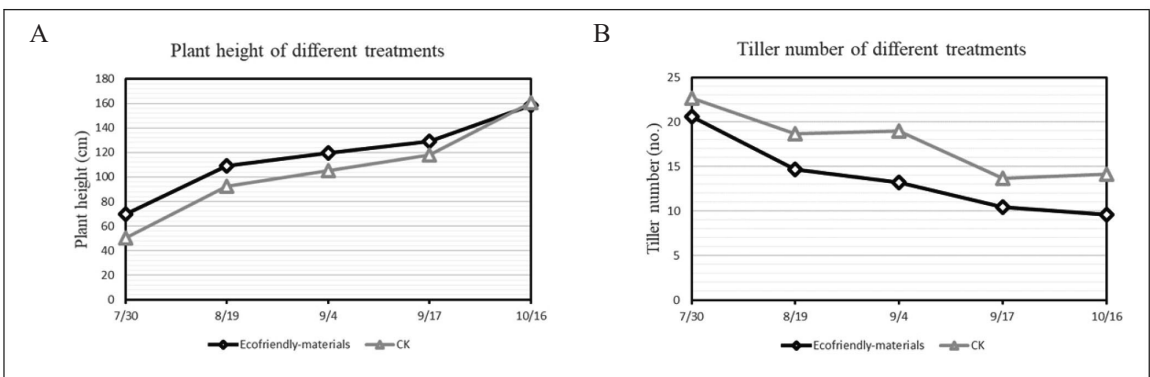 A
Plant height of different treatments
180
160
140
120
100
80
60
40
20
0
Plant height (cm)
7/30 8/19 9/4 9/17 10/16
Ecofriendly-materials CK
B
Tiller number of different treatments
25
20
15
10
5
0
Tiller number (no.)
7/30 8/19 9/4 9/17 10/16
Ecofriendly-materials CK